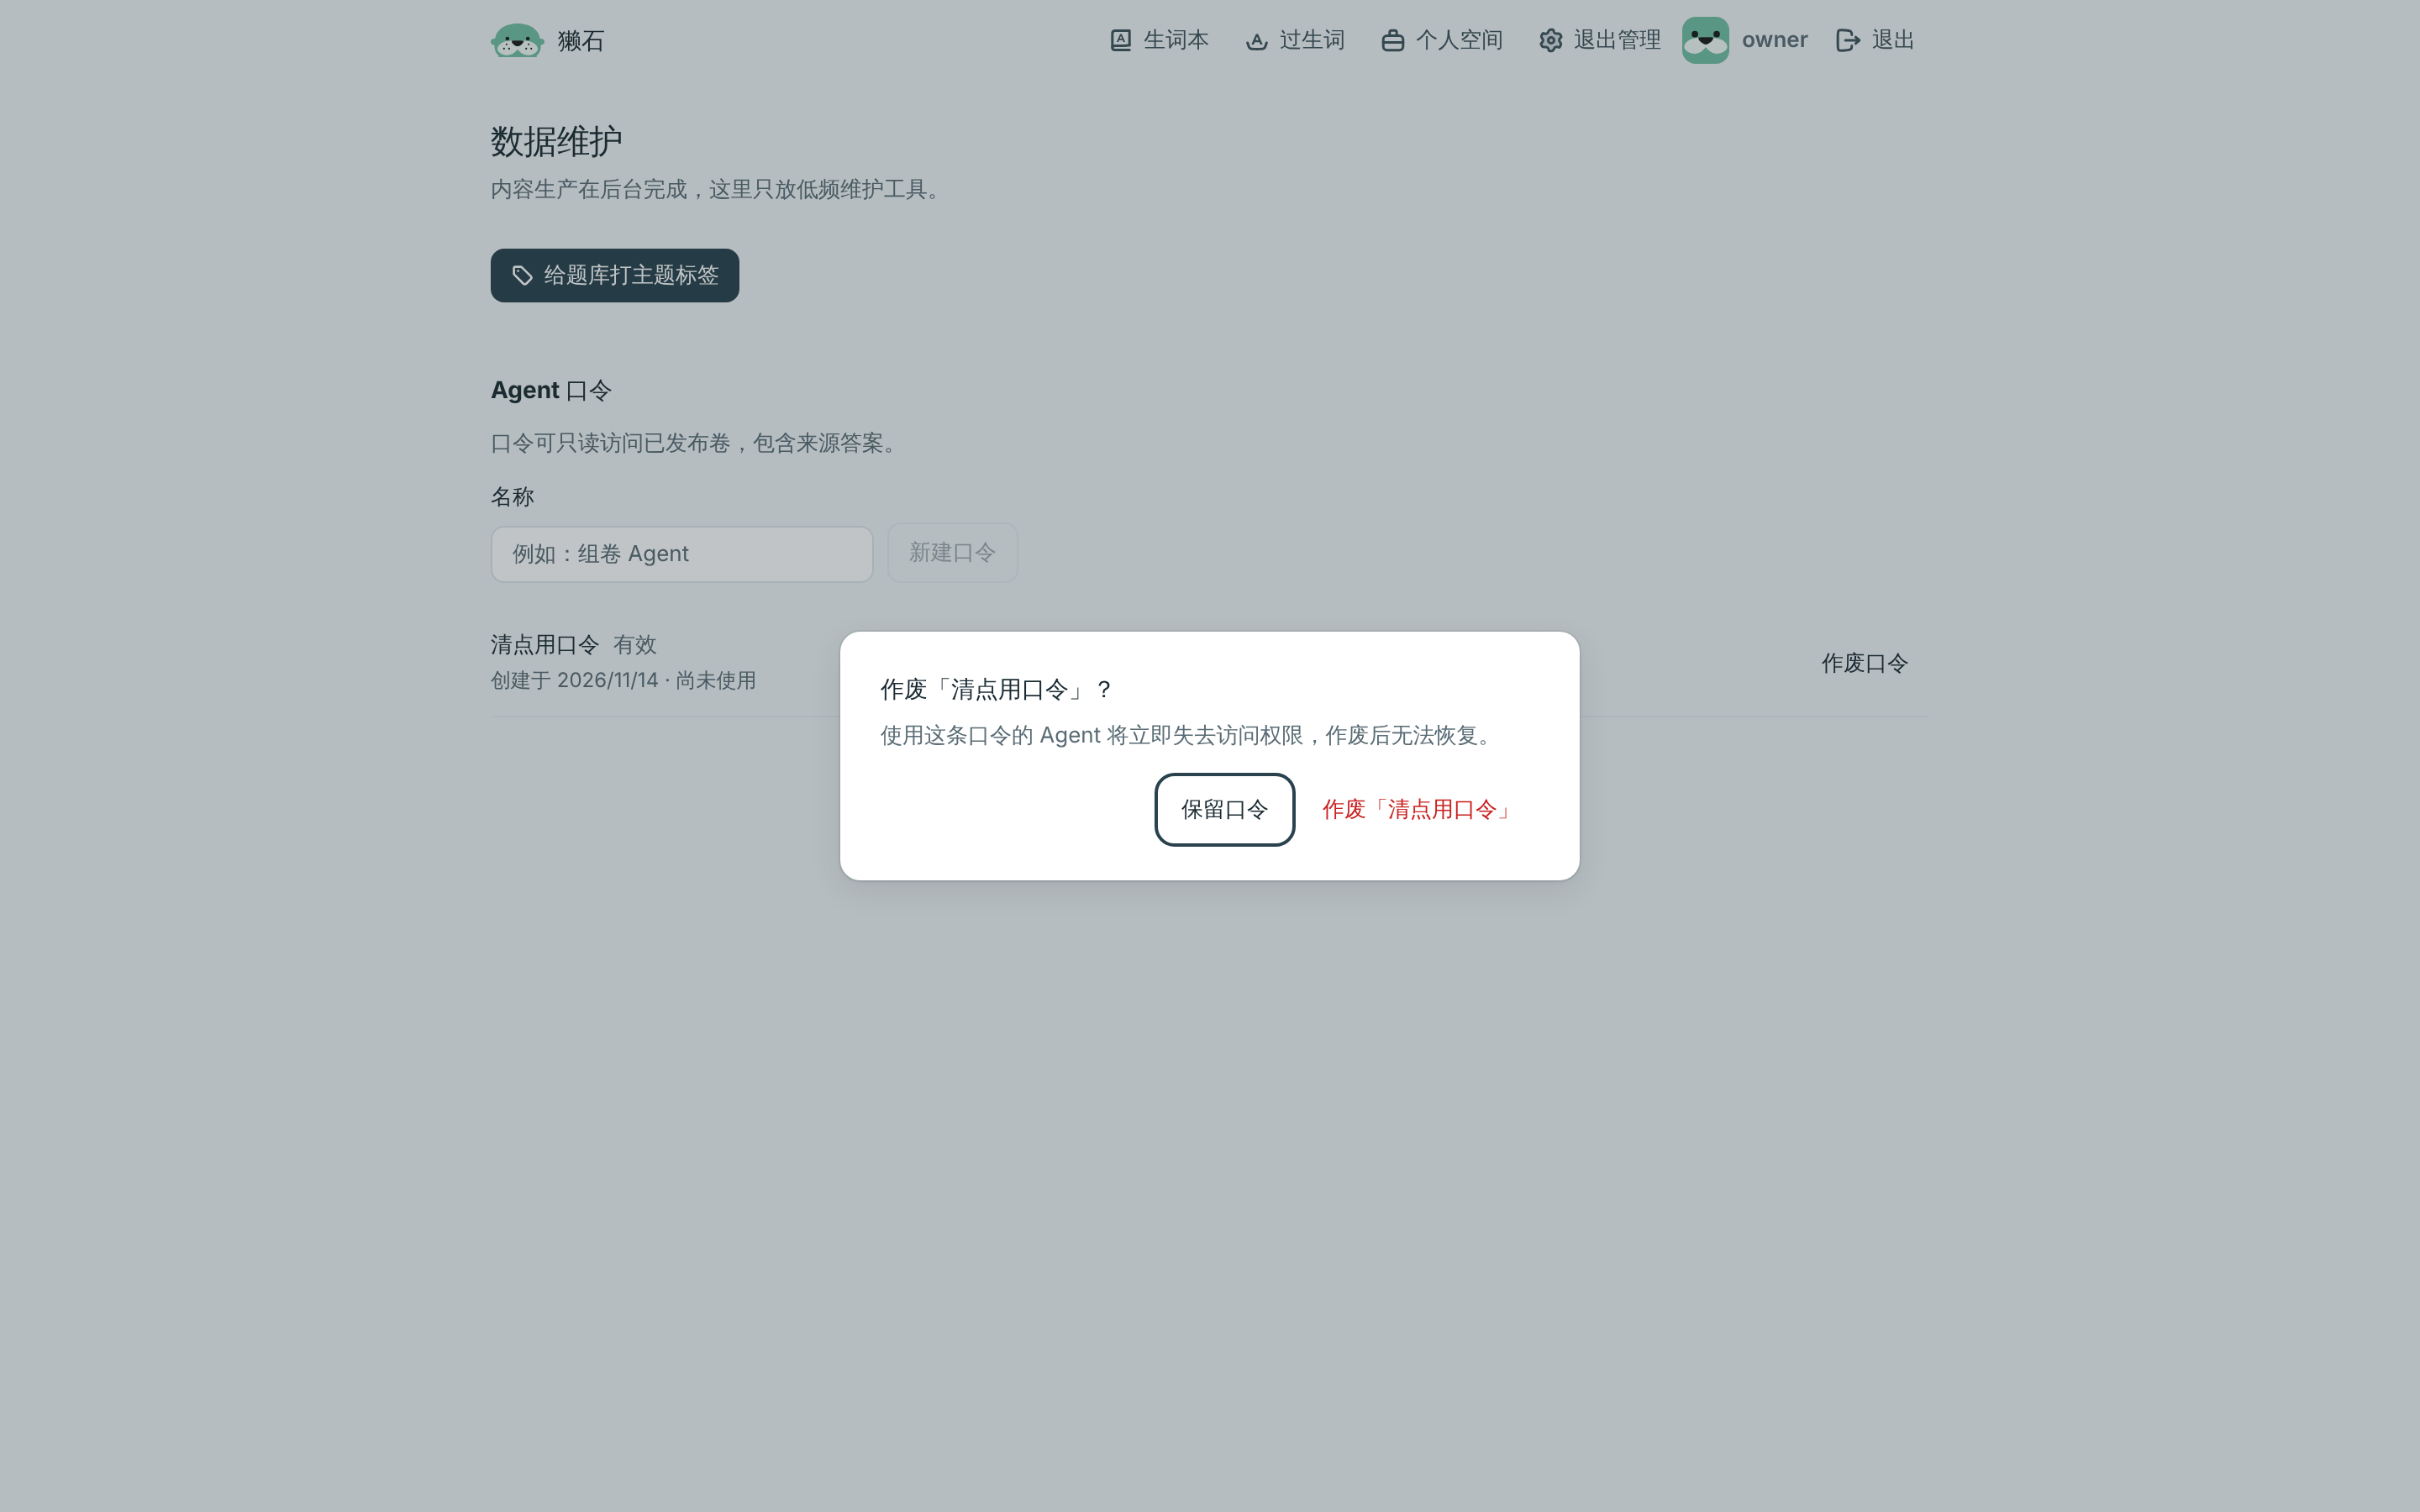 獭石
生词本 过生词 个人空间 退出管理 owner 退出
数据维护
内容生产在后台完成，这里只放低频维护工具。
给题库打主题标签
Agent 口令
口令可只读访问已发布卷，包含来源答案。
名称
例如：组卷 Agent 新建口令
清点用口令 有效
创建于 2026/11/14 · 尚未使用
作废口令
作废「清点用口令」？
使用这条口令的 Agent 将立即失去访问权限，作废后无法恢复。
保留口令 作废「清点用口令」